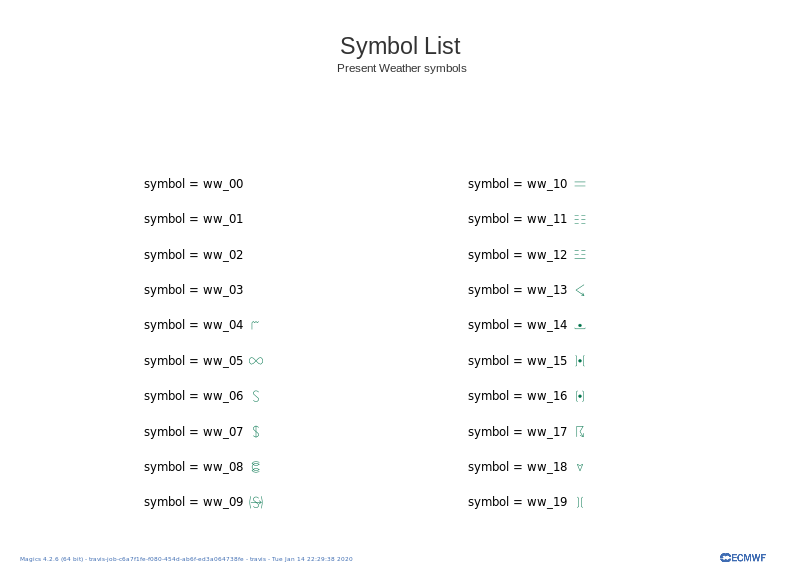 Symbol List
Present Weather symbols
symbol = ww_00
symbol = ww_01
symbol = ww_02
symbol = ww_03
symbol = ww_04
symbol = ww_05
symbol = ww_06
symbol = ww_07
symbol = ww_08
symbol = ww_09
symbol = ww_10
symbol = ww_11
symbol = ww_12
symbol = ww_13
symbol = ww_14
symbol = ww_15
symbol = ww_16
symbol = ww_17
symbol = ww_18
symbol = ww_19
Magics 4.2.6 (64 bit) - travis-job-c6a7f1fe-f080-454d-ab6f-ed3a064738fe - travis - Tue Jan 14 22:29:38 2020
ECMWF